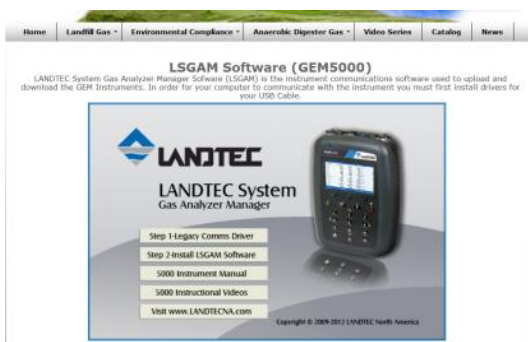 Home Landfill Gas Environmental Compliance Anaerobic Digester Gas Video Series Catalog News
LSGAM Software (GEM5000)
LANDTEC System Gas Analyzer Manager Sofware (LSGAM) is the instrument communications software used to upload and
download the GEM Instruments. In order for your computer to communicate with the instrument you must first install drivers for
your USB Cable.
LANDTEC
LANDTEC System
Gas Analyzer Manager
Step 1-Legacy Comms Driver
Step 2-Install LSGAM Software
5000 Instrument Manual
5000 Instructional Videos
Visit www.LANDTECNA.com
Copyright © 2009-2012 LANDTEC North America